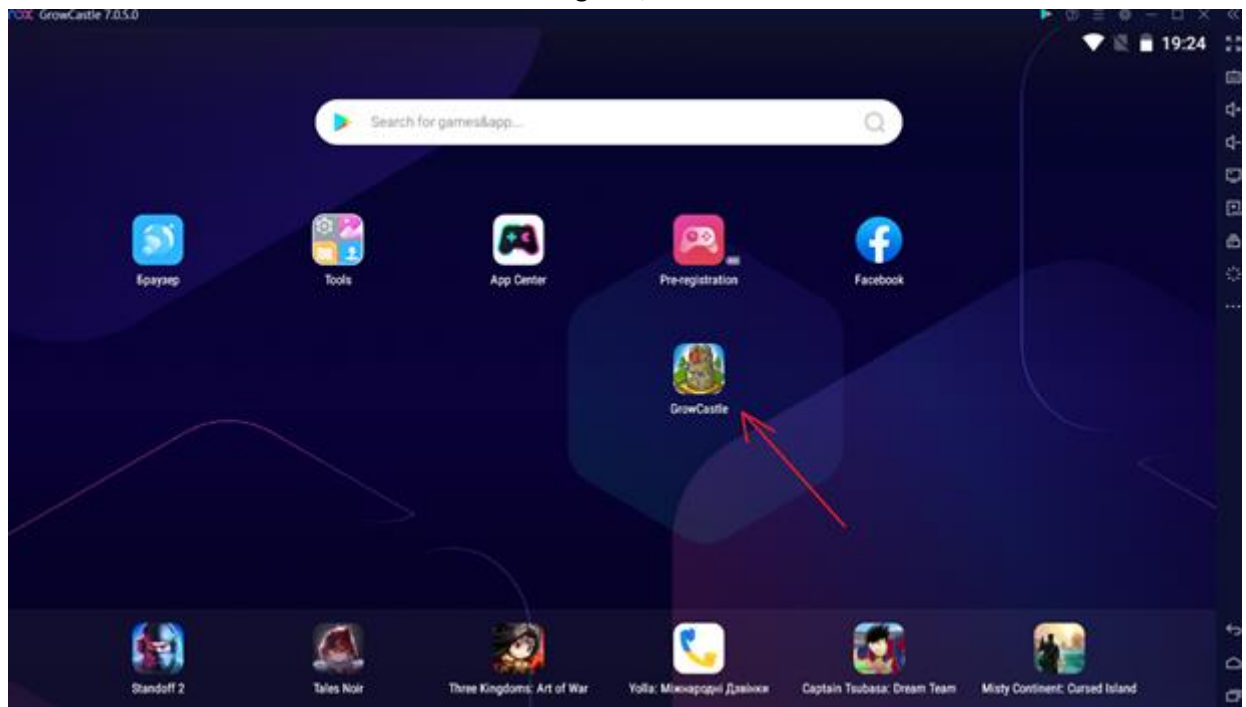 NOX GrowCastle 7.0.5.0
19:24
Search for games&app...
Браузер
Tools
App Center
Pre-registration
Facebook
GrowCastle
Standoff 2
Tales Noir
Three Kingdoms: Art of War
Yolla: Міжнародні Дзвінки
Captain Tsubasa: Dream Team
Misty Continent: Cursed Island